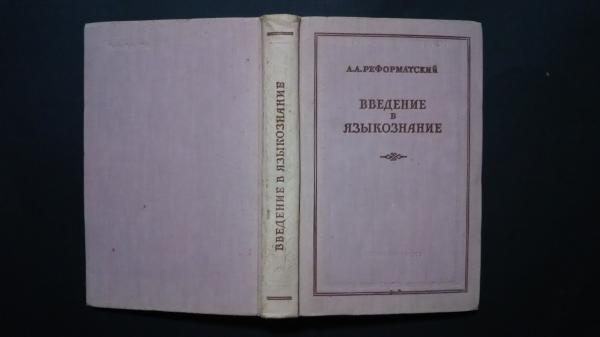 ВВЕДЕНИЕ В ЯЗЫКОЗНАНИЕ
А.А.РЕФОРМАТСКИЙ
ВВЕДЕНИЕ
В
ЯЗЫКОЗНАНИЕ